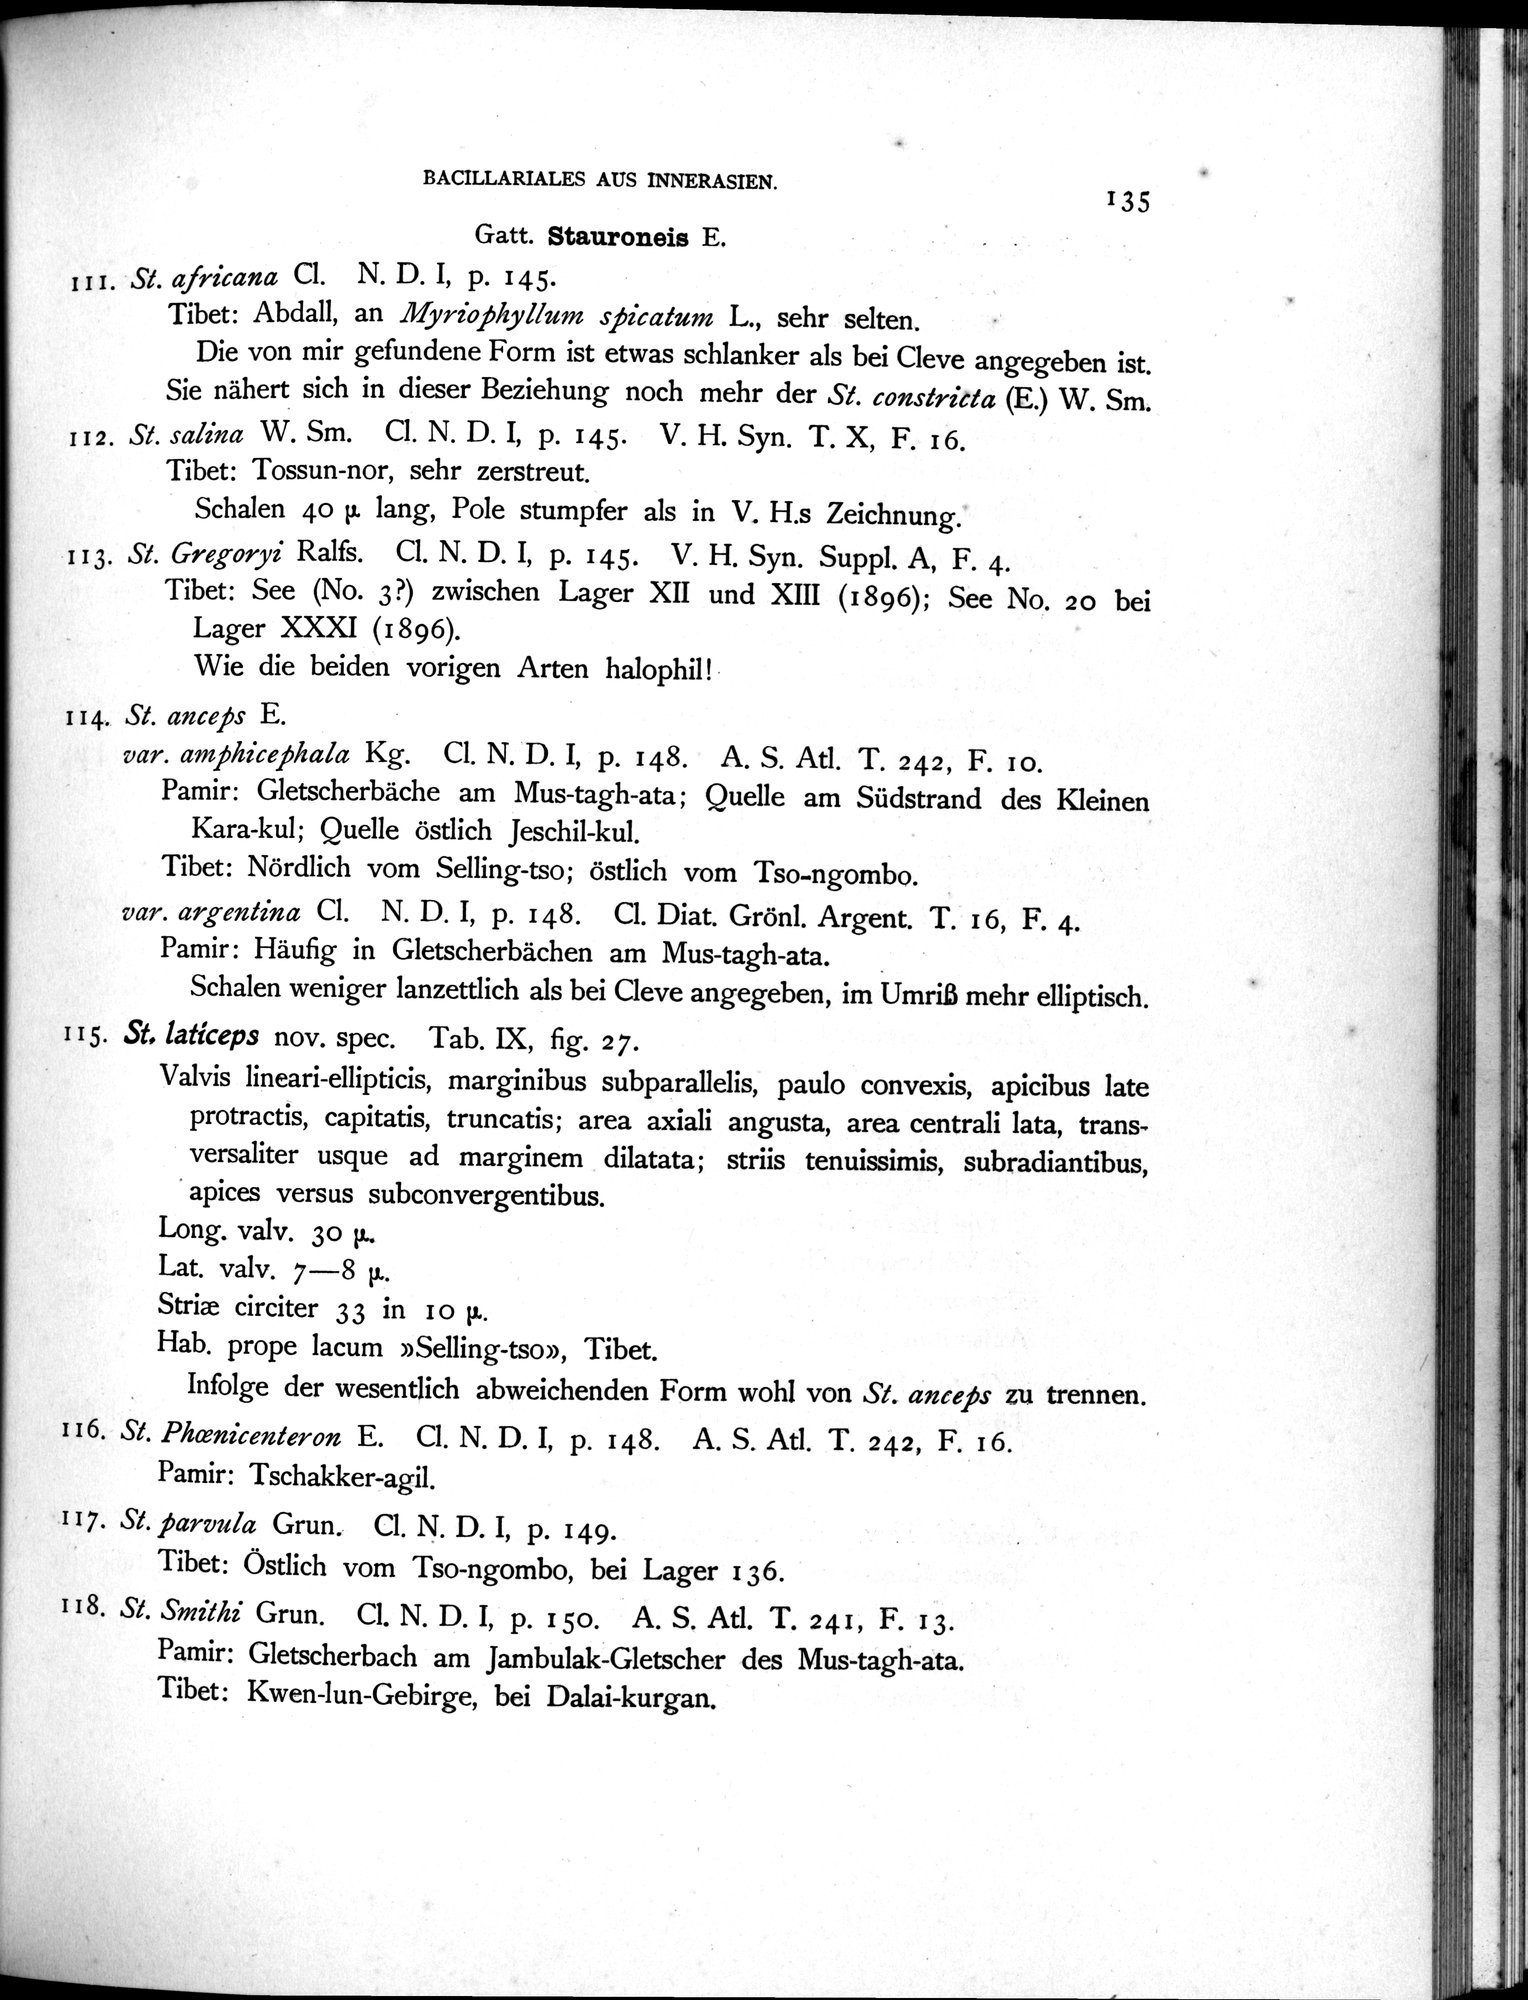 BACILLARIALES AUS INNERASIEN.
135
Gatt. Stauroneis E.
111. St. africana Cl. N. D. I, p. 145.
Tibet: Abdall, an Myriophyllum spicatum L., sehr selten.
Die von mir gefundene Form ist etwas schlanker als bei Cleve angegeben ist.
Sie nähert sich in dieser Beziehung noch mehr der St. constricta (E.) W. Sm.
112. St. salina W. Sm. Cl. N. D. I, p. 145. V. H. Syn. T. X, F. 16.
Tibet: Tossun-nor, sehr zerstreut.
Schalen 40 µ lang, Pole stumpfer als in V. H.s Zeichnung.
113. St. Gregoryi Ralfs. Cl. N. D. I, p. 145. V. H. Syn. Suppl. A, F. 4.
Tibet: See (No. 3?) zwischen Lager XII und XIII (1896); See No. 20 bei
Lager XXXI (1896).
Wie die beiden vorigen Arten halophil!
114. St. anceps E.
var. amphicephala Kg. Cl. N. D. I, p. 148. A. S. Atl. T. 242, F. 10.
Pamir: Gletscherbäche am Mus-tagh-ata; Quelle am Südstrand des Kleinen
Kara-kul; Quelle östlich Jeschil-kul.
Tibet: Nördlich vom Selling-tso; östlich vom Tso-ngombo.
var. argentina Cl. N. D. I, p. 148. Cl. Diat. Grönl. Argent. T. 16, F. 4.
Pamir: Häufig in Gletscherbächen am Mus-tagh-ata.
Schalen weniger lanzettlich als bei Cleve angegeben, im Umriß mehr elliptisch.
115. St. laticeps nov. spec. Tab. IX, fig. 27.
Valvis lineari-ellipticis, marginibus subparallelis, paulo convexis, apicibus late
protractis, capitatis, truncatis; area axiali angusta, area centrali lata, trans-
versaliter usque ad marginem dilatata; striis tenuissimis, subradiantibus,
apices versus subconvergentibus.
Long. valv. 30 µ.
Lat. valv. 7—8 µ.
Striæ circiter 33 in 10 µ.
Hab. prope lacum »Selling-tso», Tibet.
Infolge der wesentlich abweichenden Form wohl von St. anceps zu trennen.
116. St. Phœnicenteron E. Cl. N. D. I, p. 148. A. S. Atl. T. 242, F. 16.
Pamir: Tschakker-agil.
117. St. parvula Grun. Cl. N. D. I, p. 149.
Tibet: Östlich vom Tso-ngombo, bei Lager 136.
118. St. Smithi Grun. Cl. N. D. I, p. 150. A. S. Atl. T. 241, F. 13.
Pamir: Gletscherbach am Jambulak-Gletscher des Mus-tagh-ata.
Tibet: Kwen-lun-Gebirge, bei Dalai-kurgan.